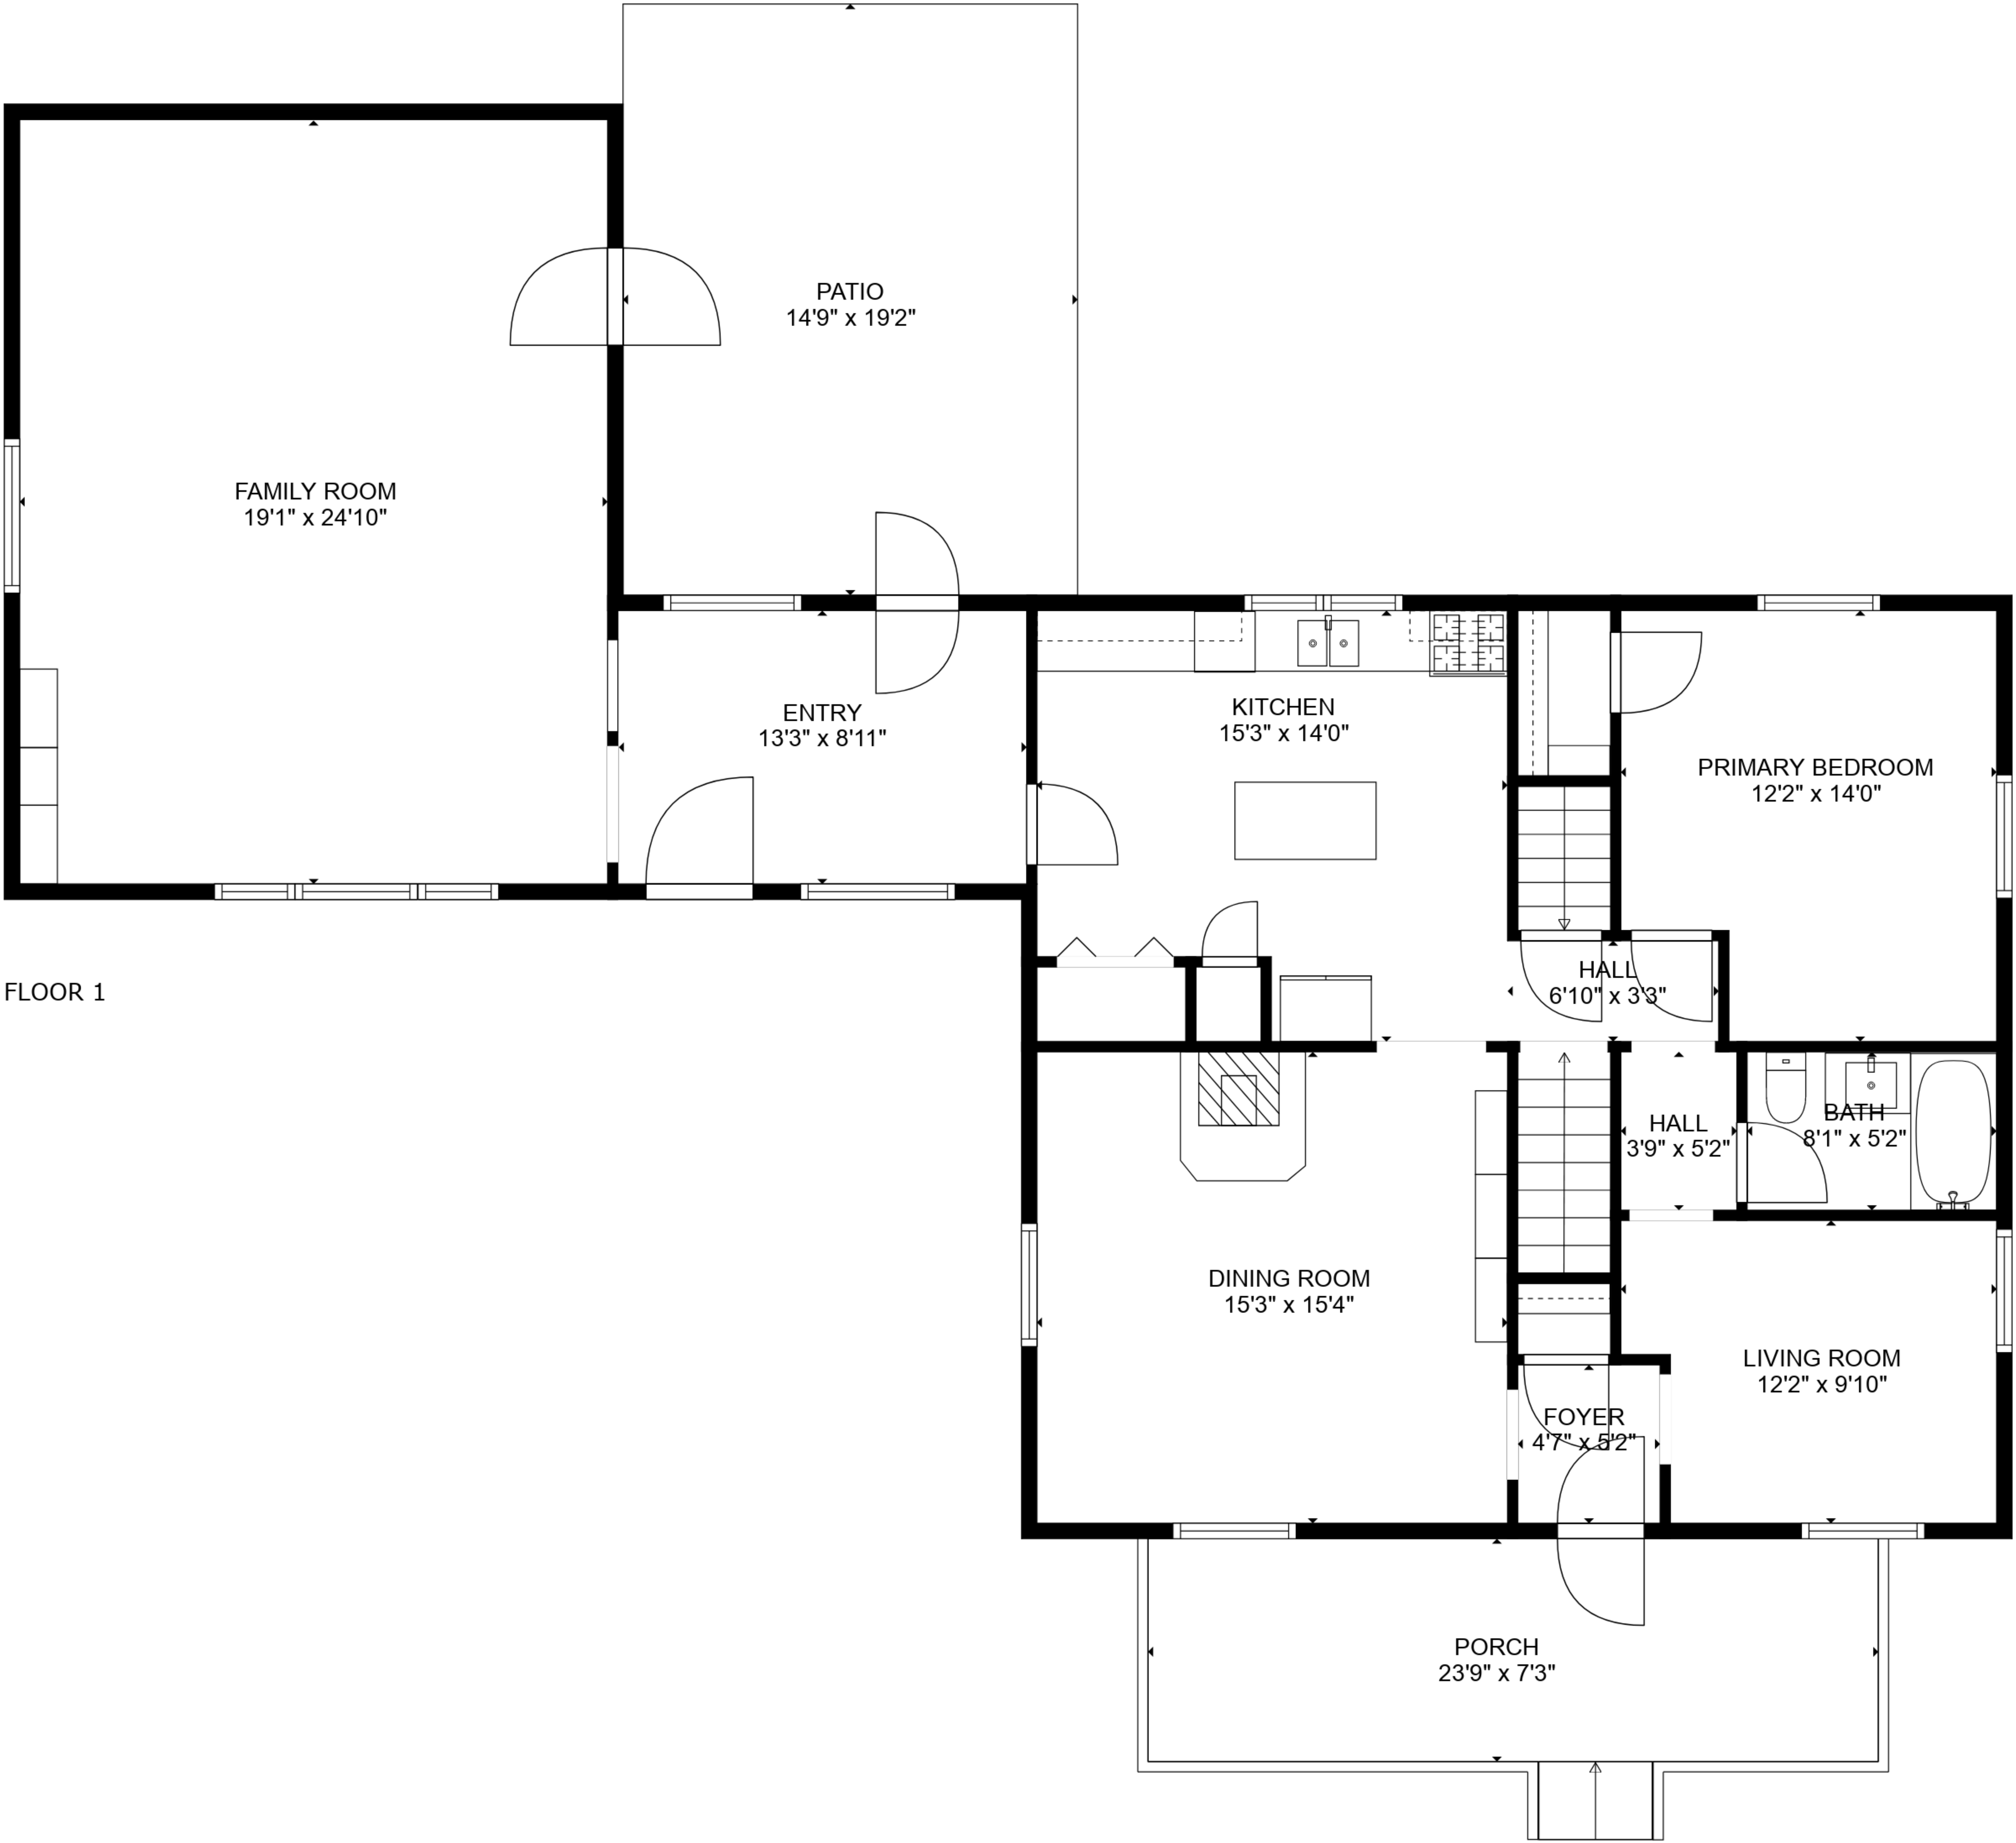 PATIO
14'9" x 19'2"
FAMILY ROOM
19'1" x 24'10"
ENTRY
13'3" x 8'11"
KITCHEN
15'3" x 14'0"
PRIMARY BEDROOM
12'2" x 14'0"
FLOOR 1
HALL
6'10" x 3'3"
HALL
3'9" x 5'2"
BATH
8'1" x 5'2"
DINING ROOM
15'3" x 15'4"
LIVING ROOM
12'2" x 9'10"
FOYER
4'7" x 5'2"
PORCH
23'9" x 7'3"